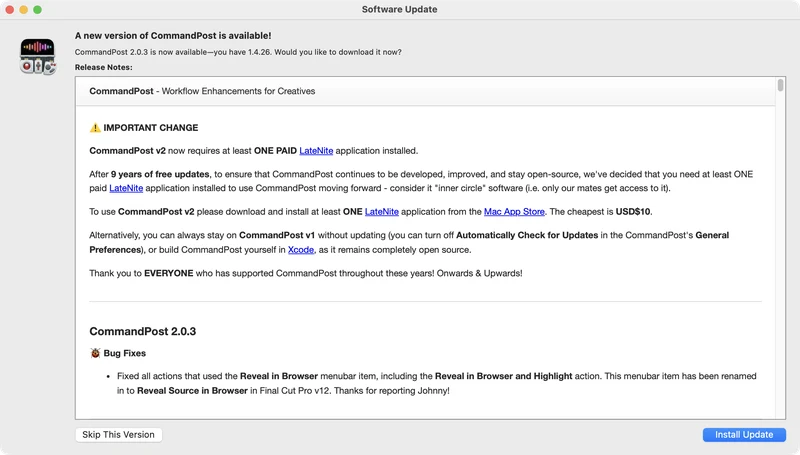 Software Update
A new version of CommandPost is available!
CommandPost 2.0.3 is now available—you have 1.4.26. Would you like to download it now?
Release Notes:
CommandPost - Workflow Enhancements for Creatives
⚠️ IMPORTANT CHANGE
CommandPost v2 now requires at least ONE PAID LateNite application installed.
After 9 years of free updates, to ensure that CommandPost continues to be developed, improved, and stay open-source, we've decided that you need at least ONE
paid LateNite application installed to use CommandPost moving forward - consider it "inner circle" software (i.e. only our mates get access to it).
To use CommandPost v2 please download and install at least ONE LateNite application from the Mac App Store. The cheapest is USD$10.
Alternatively, you can always stay on CommandPost v1 without updating (you can turn off Automatically Check for Updates in the CommandPost's General
Preferences), or build CommandPost yourself in Xcode, as it remains completely open source.
Thank you to EVERYONE who has supported CommandPost throughout these years! Onwards & Upwards!
CommandPost 2.0.3
🐞 Bug Fixes
• Fixed all actions that used the Reveal in Browser menubar item, including the Reveal in Browser and Highlight action. This menubar item has been renamed
in to Reveal Source in Browser in Final Cut Pro v12. Thanks for reporting Johnny!
Skip This Version
Install Update